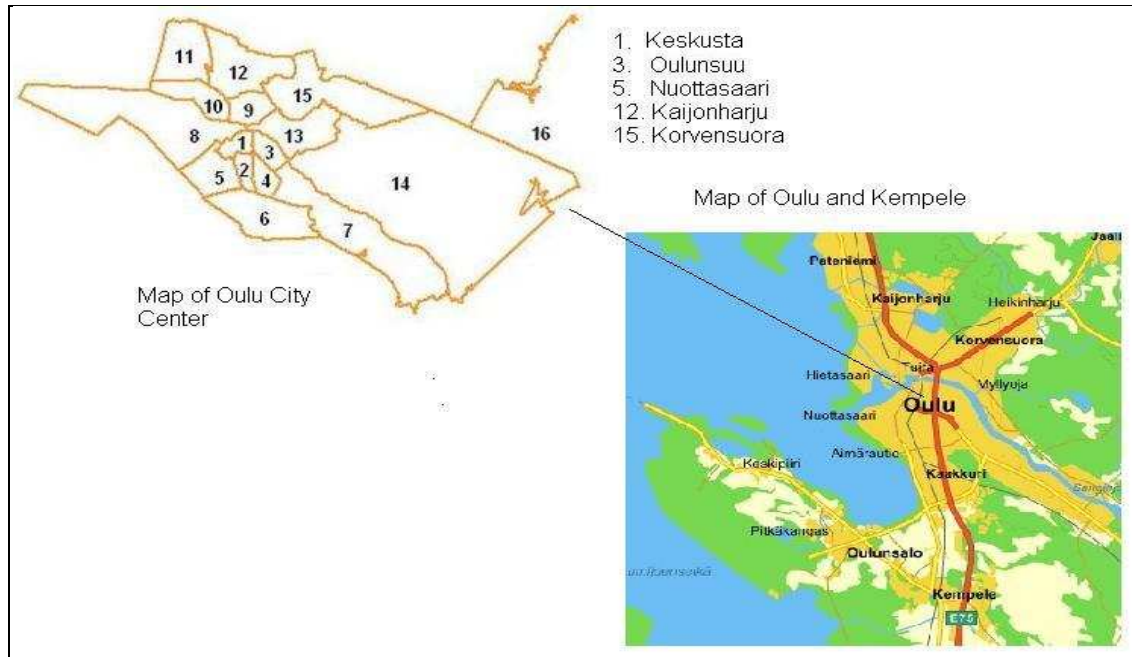 11
12
15
10
9
16
8
1
3
13
5
2
4
14
6
7
1. Keskusta
3. Oulunsuu
5. Nuottasaari
12. Kaijonharju
15. Korvensuora
Map of Oulu City
Center
Map of Oulu and Kempele
Jaali
Pateniemi
Kaijonharju
Heikinharju
Korvensuora
Tuira
Hietasaari
Myllyoja
Oulu
Nuottasaari
Äimärautio
Kaakkuri
Keskipiiri
Pitkäkangas
Oulunsalo
Kempele
E75